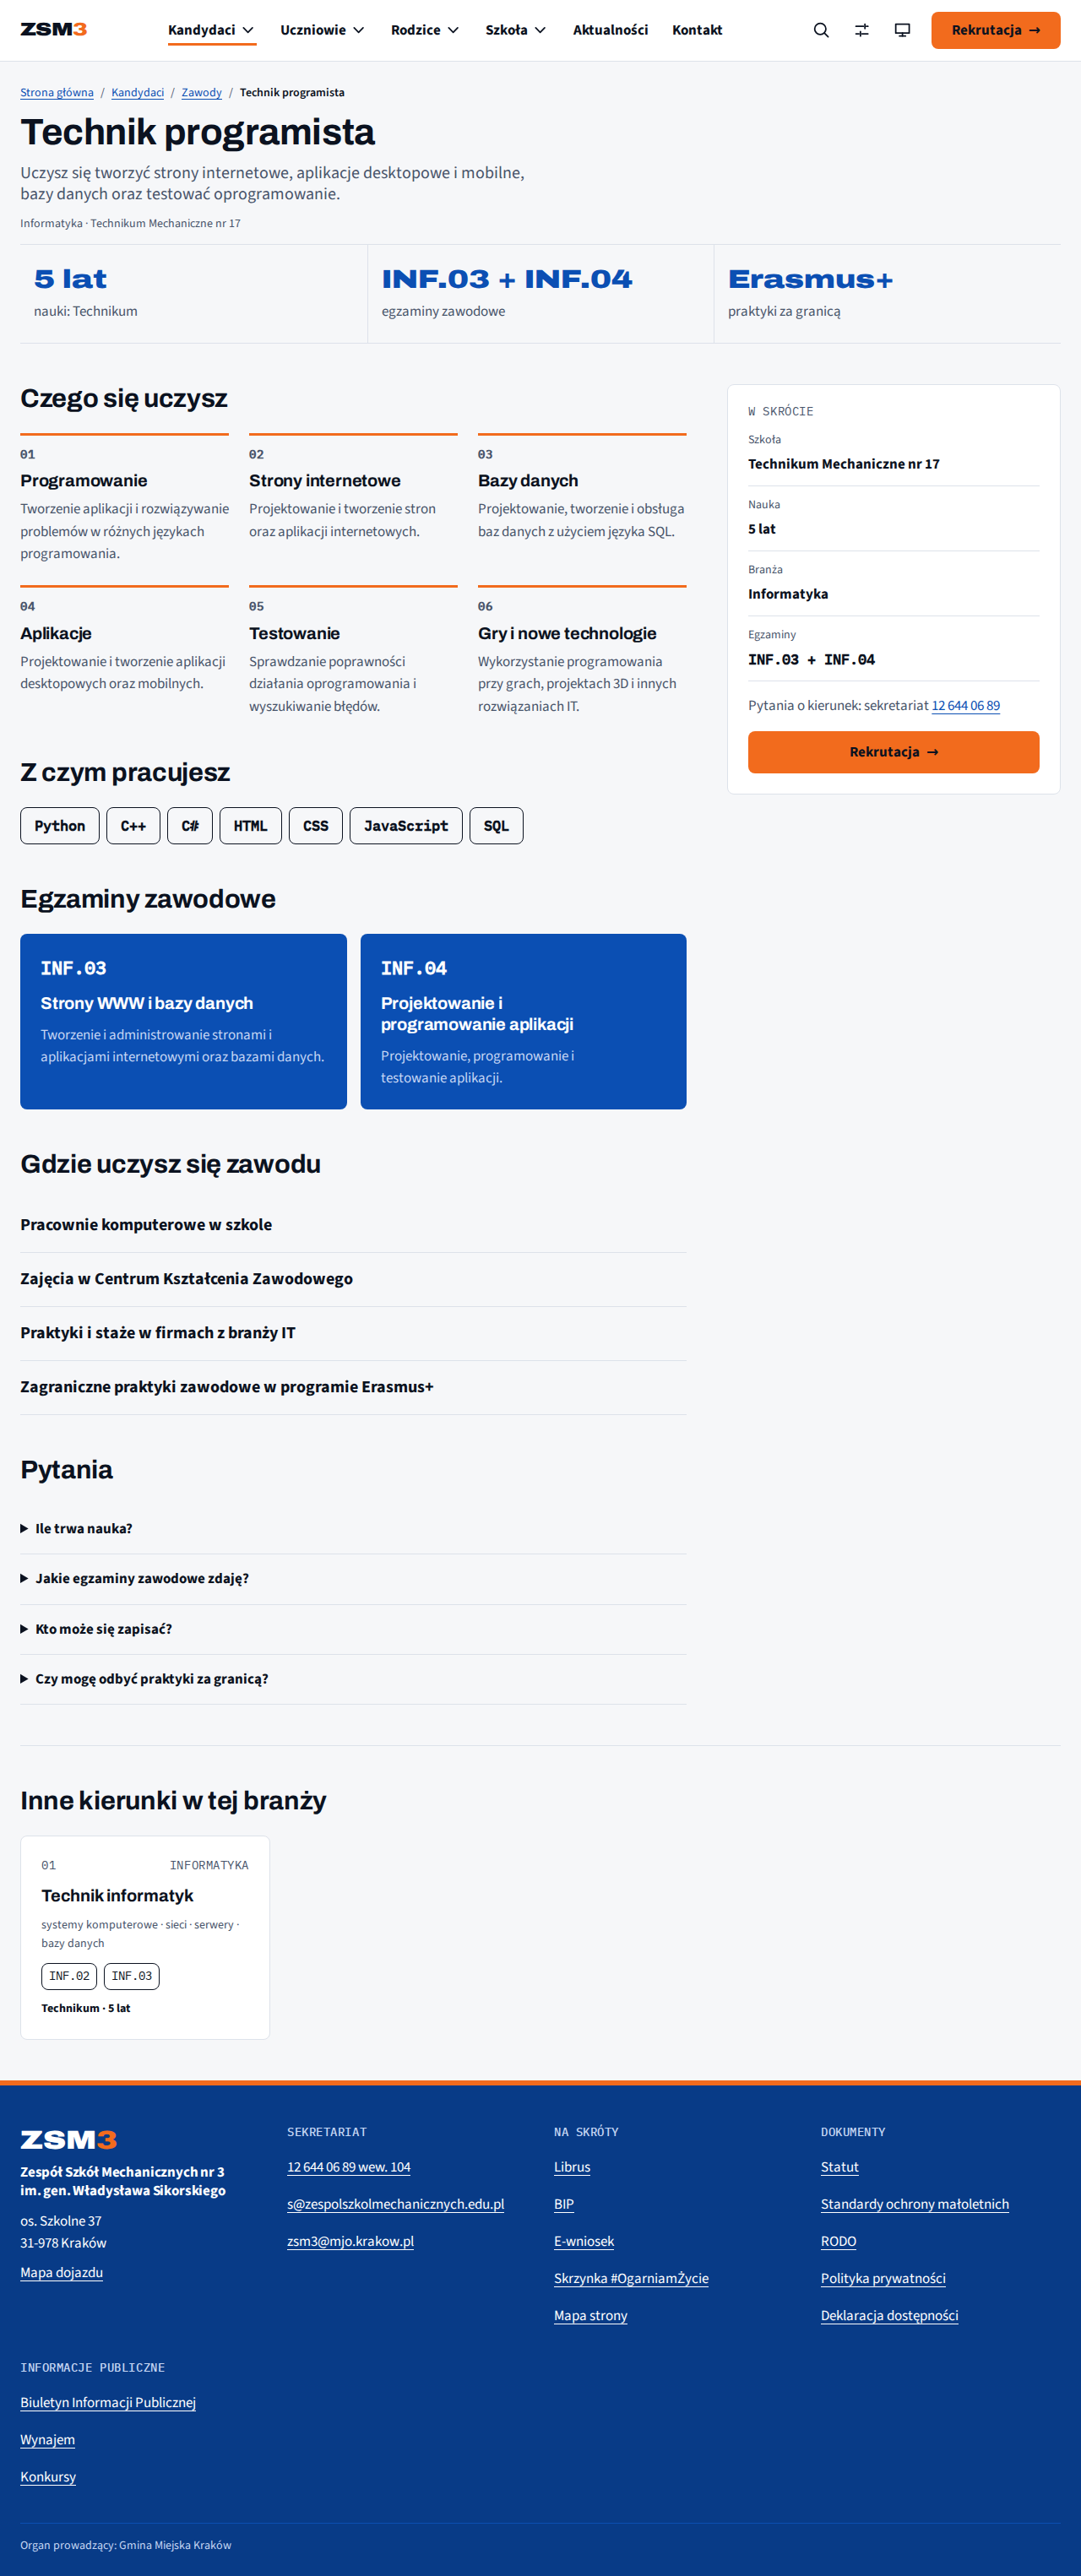 ZSM3
Kandydaci
Uczniowie
Rodzice
Szkoła
Aktualności
Kontakt
Rekrutacja →
Strona główna / Kandydaci / Zawody / Technik programista
Technik programista
Uczysz się tworzyć strony internetowe, aplikacje desktopowe i mobilne,
bazy danych oraz testować oprogramowanie.
Informatyka · Technikum Mechaniczne nr 17
5 lat
nauki: Technikum
INF.03 + INF.04
egzaminy zawodowe
Erasmus+
praktyki za granicą
Czego się uczysz
01
Programowanie
Tworzenie aplikacji i rozwiązywanie
problemów w różnych językach
programowania.
02
Strony internetowe
Projektowanie i tworzenie stron
oraz aplikacji internetowych.
03
Bazy danych
Projektowanie, tworzenie i obsługa
baz danych z użyciem języka SQL.
04
Aplikacje
Projektowanie i tworzenie aplikacji
desktopowych oraz mobilnych.
05
Testowanie
Sprawdzanie poprawności
działania oprogramowania i
wyszukiwanie błędów.
06
Gry i nowe technologie
Wykorzystanie programowania
przy grach, projektach 3D i innych
rozwiązaniach IT.
W SKRÓCIE
Szkoła
Technikum Mechaniczne nr 17
Nauka
5 lat
Branża
Informatyka
Egzaminy
INF.03 + INF.04
Pytania o kierunek: sekretariat 12 644 06 89
Rekrutacja →
Z czym pracujesz
Python
C++
C#
HTML
CSS
JavaScript
SQL
Egzaminy zawodowe
INF.03
Strony WWW i bazy danych
Tworzenie i administrowanie stronami i
aplikacjami internetowymi oraz bazami danych.
INF.04
Projektowanie i
programowanie aplikacji
Projektowanie, programowanie i
testowanie aplikacji.
Gdzie uczysz się zawodu
Pracownie komputerowe w szkole
Zajęcia w Centrum Kształcenia Zawodowego
Praktyki i staże w firmach z branży IT
Zagraniczne praktyki zawodowe w programie Erasmus+
Pytania
Ile trwa nauka?
Jakie egzaminy zawodowe zdaję?
Kto może się zapisać?
Czy mogę odbyć praktyki za granicą?
Inne kierunki w tej branży
01
INFORMATYKA
Technik informatyk
systemy komputerowe · sieci · serwery ·
bazy danych
INF.02
INF.03
Technikum · 5 lat
ZSM3
Zespół Szkół Mechanicznych nr 3
im. gen. Władysława Sikorskiego
os. Szkolne 37
31-978 Kraków
Mapa dojazdu
SEKRETARIAT
12 644 06 89 wew. 104
s@zespolszkolmechanicznych.edu.pl
zsm3@mjo.krakow.pl
NA SKRÓTY
Librus
BIP
E-wniosek
Skrzynka #OgarniamŻycie
Mapa strony
DOKUMENTY
Statut
Standardy ochrony małoletnich
RODO
Polityka prywatności
Deklaracja dostępności
INFORMACJE PUBLICZNE
Biuletyn Informacji Publicznej
Wynajem
Konkursy
Organ prowadzący: Gmina Miejska Kraków